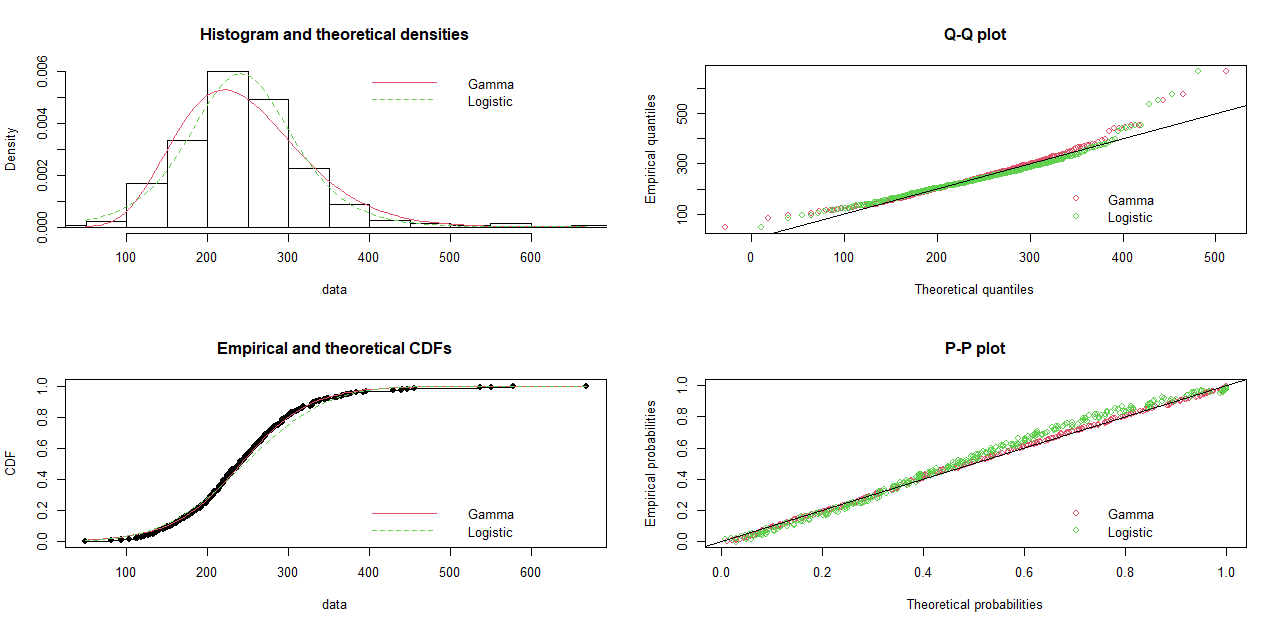 Histogram and theoretical densities
Density
0.000 0.002 0.004 0.006
Gamma
Logistic
100 200 300 400 500 600
data
Q-Q plot
Empirical quantiles
100 300 500
Gamma
Logistic
0 100 200 300 400 500
Theoretical quantiles
Empirical and theoretical CDFs
CDF
0.0 0.2 0.4 0.6 0.8 1.0
Gamma
Logistic
100 200 300 400 500 600
data
P-P plot
Empirical probabilities
0.0 0.2 0.4 0.6 0.8 1.0
Gamma
Logistic
0.0 0.2 0.4 0.6 0.8 1.0
Theoretical probabilities